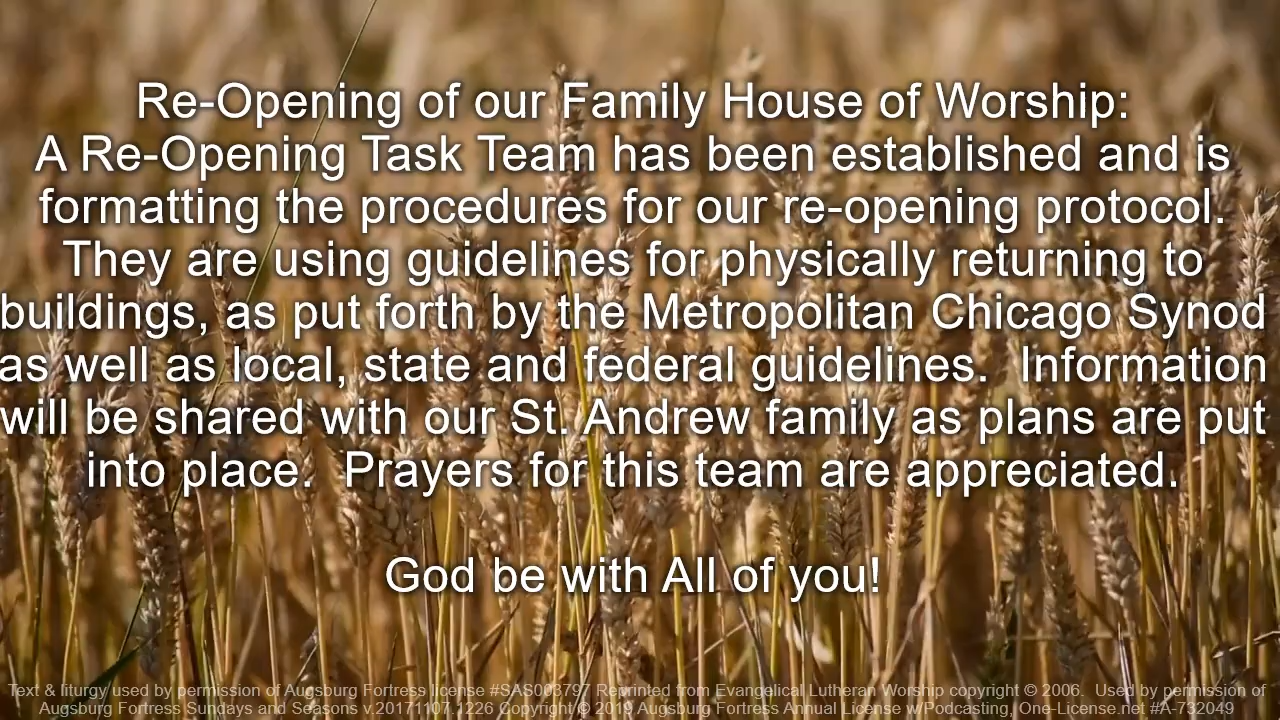 Re-Opening of our Family House of Worship:
A Re-Opening Task Team has been established and is
formatting the procedures for our re-opening protocol.
They are using guidelines for physically returning to
buildings, as put forth by the Metropolitan Chicago Synod
as well as local, state and federal guidelines.  Information
will be shared with our St. Andrew family as plans are put
into place.  Prayers for this team are appreciated.
God be with All of you!
Text & liturgy used by permission of Augsburg Fortress license #SAS003797 Reprinted from Evangelical Lutheran Worship copyright © 2006.  Used by permission of
Augsburg Fortress Sundays and Seasons v.20171107.1226 Copyright © 2019 Augsburg Fortress Annual License w/Podcasting, One-License.net #A-732049